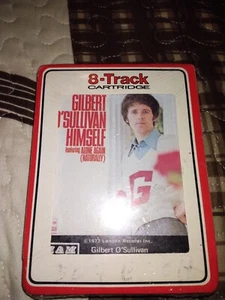 8-Track
CARTRIDGE
GILBERT
O'SULLIVAN
HIMSELF
featuring ALONE AGAIN
(NATURALLY)
G
©1972 London Records Inc.
Gilbert O'Sullivan